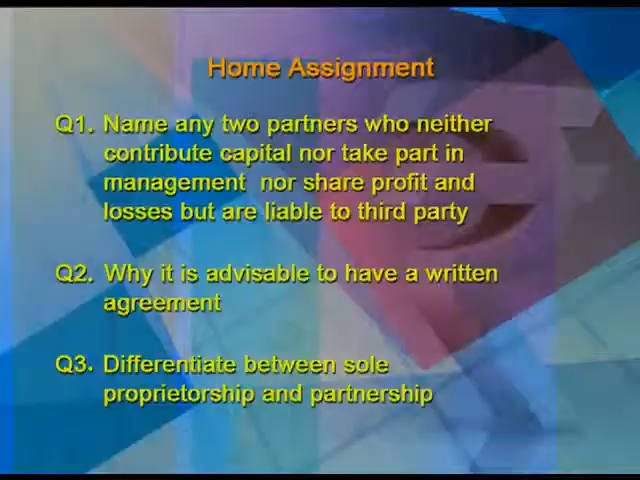 Home Assignment
Q1. Name any two partners who neither
contribute capital nor take part in
management nor share profit and
losses but are liable to third party
Q2. Why it is advisable to have a written
agreement
Q3. Differentiate between sole
proprietorship and partnership